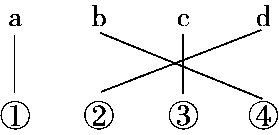 a b c d
① ② ③ ④